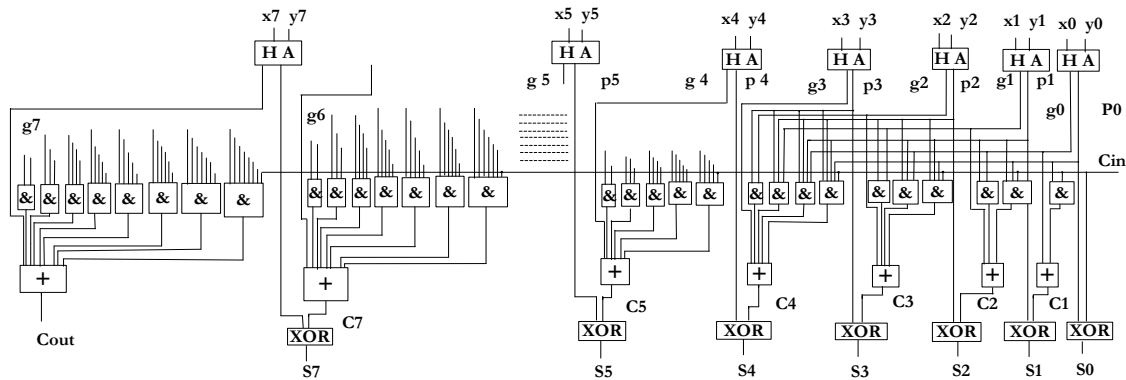 x7 y7 x5 y5 x4 y4 x3 y3 x2 y2 x1 y1 x0 y0
H A H A H A H A H A H A H A
g 5 p5 g 4 p 4 g3 p3 g2 p2 g1 p1
g7 g6 g0 P0
Cin
& & & & & & & & & & & & & & & & & & & & & & & & & & & & &
+ + + + + + +
C7 C5 C4 C3 C2 C1
Cout XOR XOR XOR XOR XOR XOR XOR
S7 S5 S4 S3 S2 S1 S0